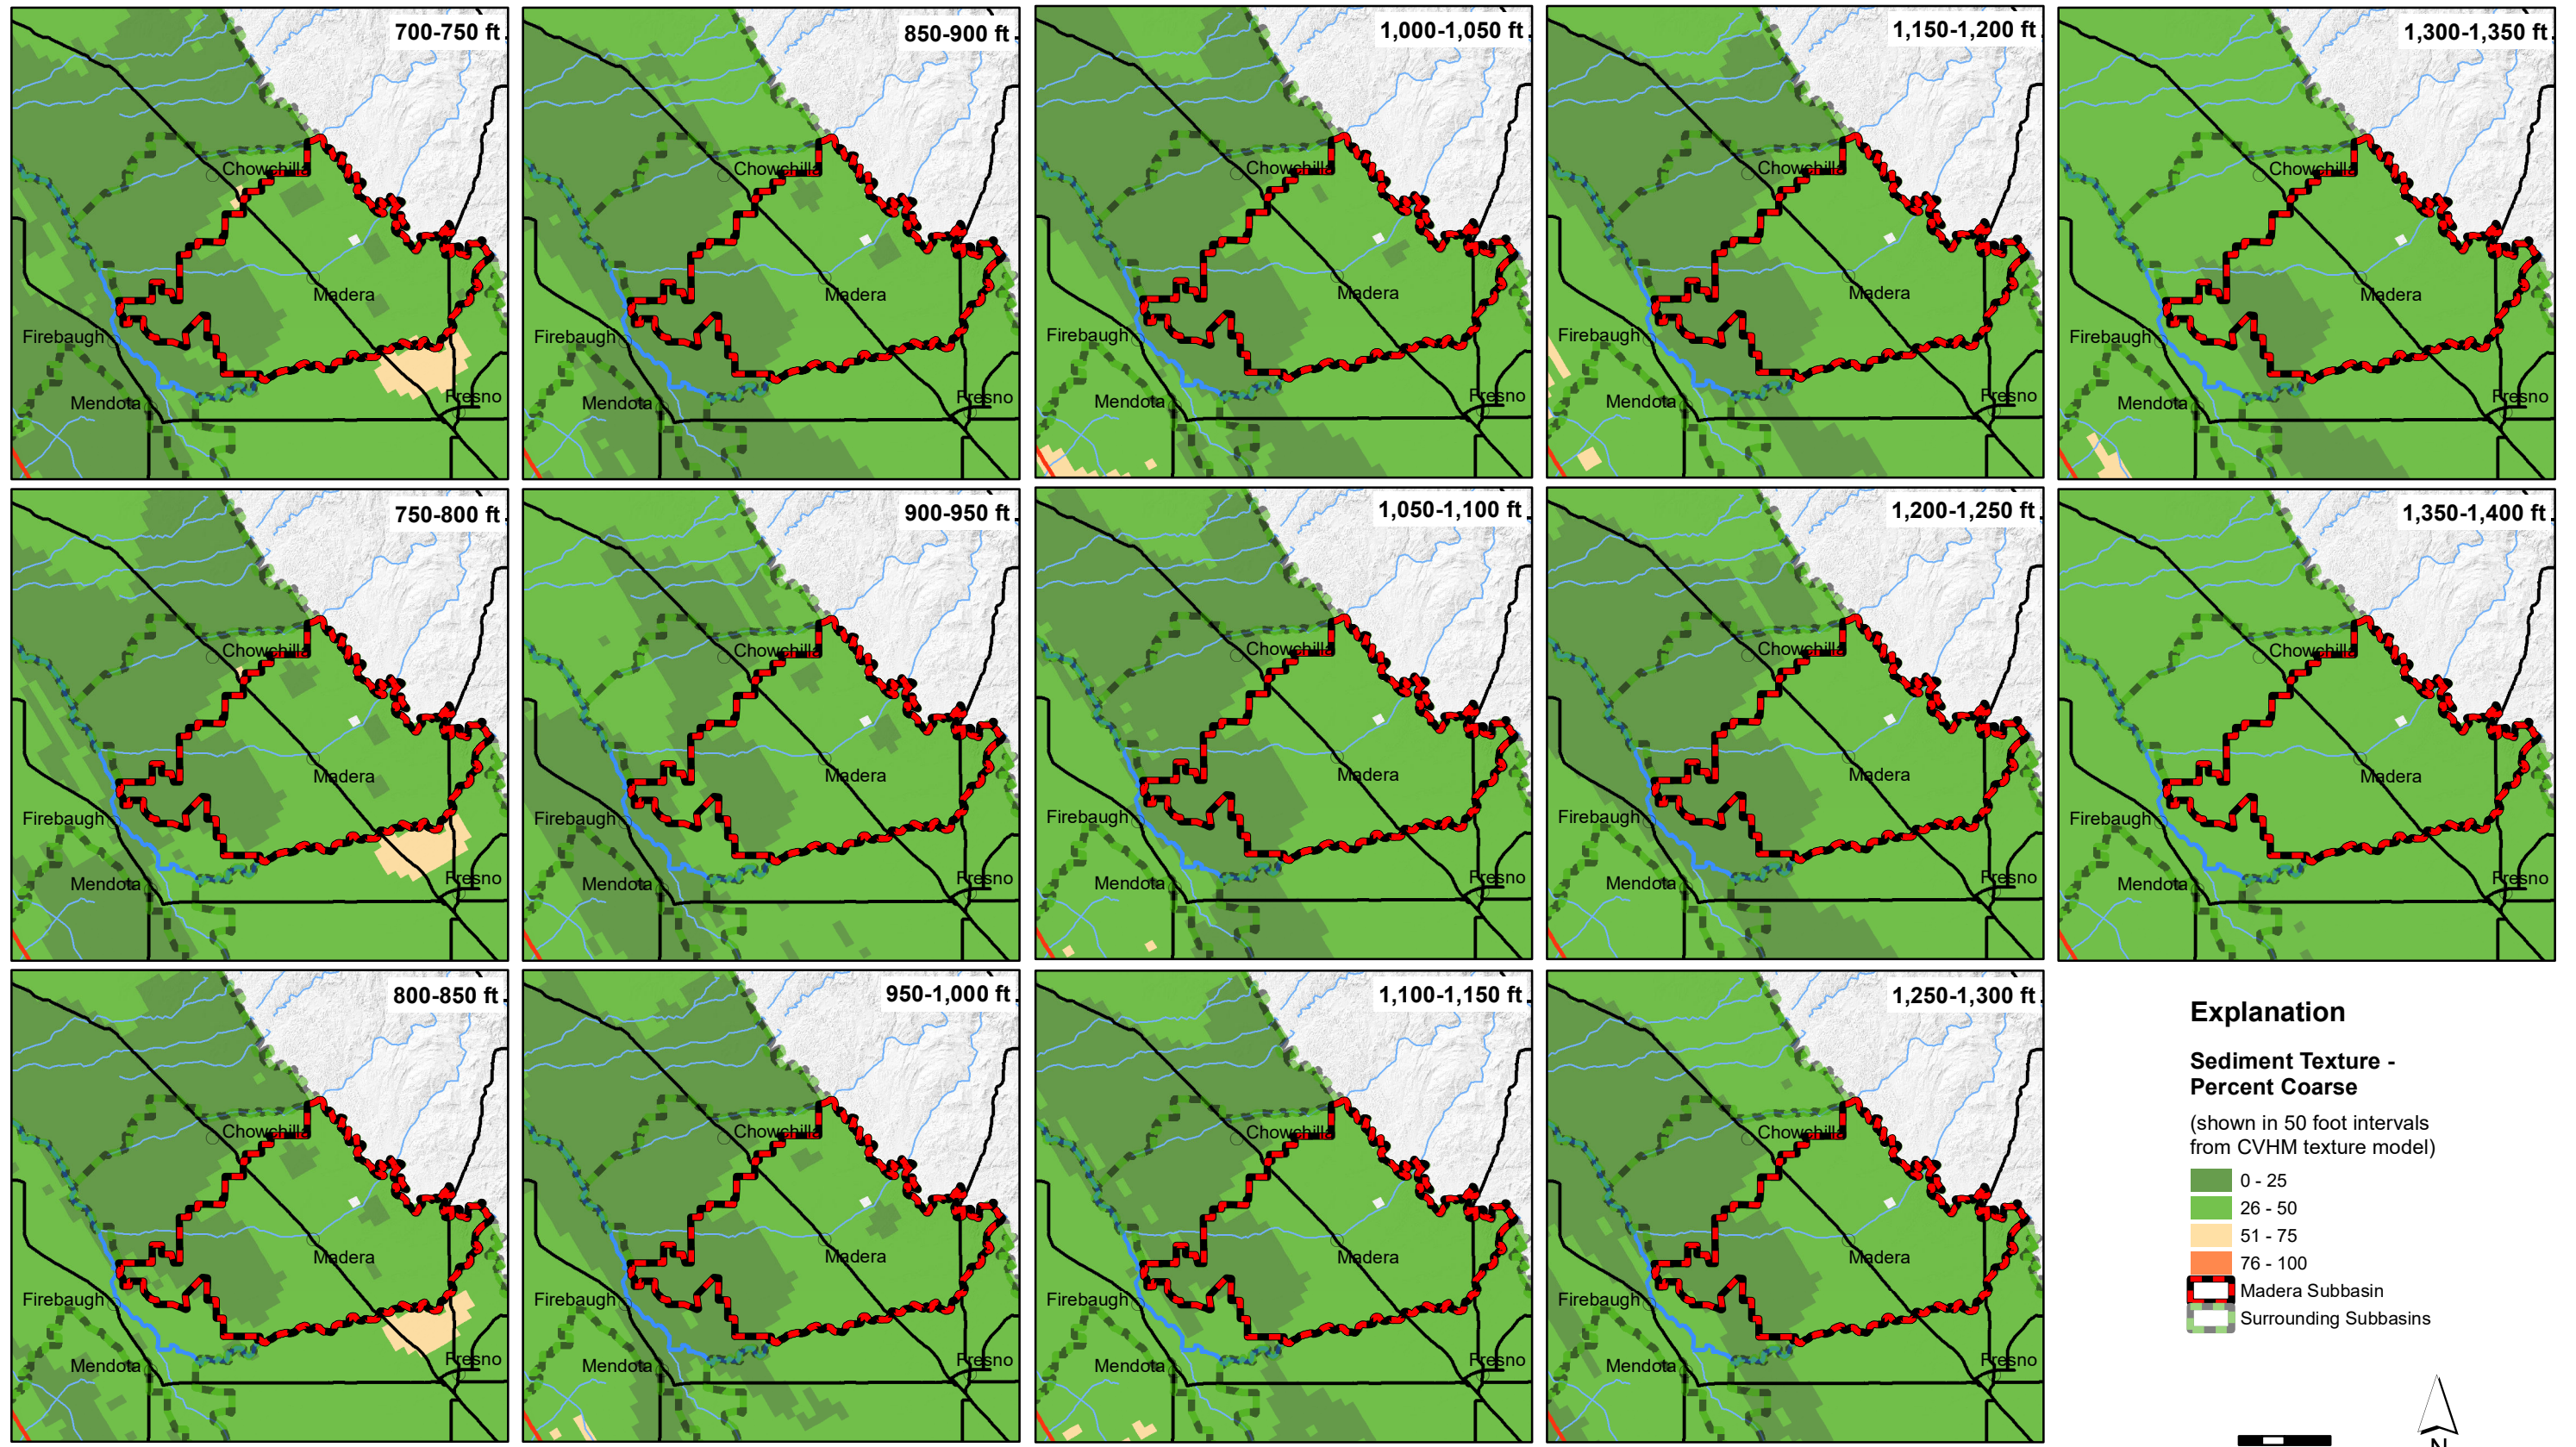 700-750 ft
Chowchilla
Madera
Firebaugh
Mendota
Fresno
850-900 ft
Chowchilla
Madera
Firebaugh
Mendota
Fresno
1,000-1,050 ft
Chowchilla
Madera
Firebaugh
Mendota
Fresno
1,150-1,200 ft
Chowchilla
Madera
Firebaugh
Mendota
Fresno
1,300-1,350 ft
Chowchilla
Madera
Firebaugh
Mendota
Fresno
750-800 ft
Chowchilla
Madera
Firebaugh
Mendota
Fresno
900-950 ft
Chowchilla
Madera
Firebaugh
Mendota
Fresno
1,050-1,100 ft
Chowchilla
Madera
Firebaugh
Mendota
Fresno
1,200-1,250 ft
Chowchilla
Madera
Firebaugh
Mendota
Fresno
1,350-1,400 ft
Chowchilla
Madera
Firebaugh
Mendota
Fresno
800-850 ft
Chowchilla
Madera
Firebaugh
Mendota
Fresno
950-1,000 ft
Chowchilla
Madera
Firebaugh
Mendota
Fresno
1,100-1,150 ft
Chowchilla
Madera
Firebaugh
Mendota
Fresno
1,250-1,300 ft
Chowchilla
Madera
Firebaugh
Mendota
Fresno
Explanation
Sediment Texture -
Percent Coarse
(shown in 50 foot intervals
from CVHM texture model)
0 - 25
26 - 50
51 - 75
76 - 100
Madera Subbasin
Surrounding Subbasins
N